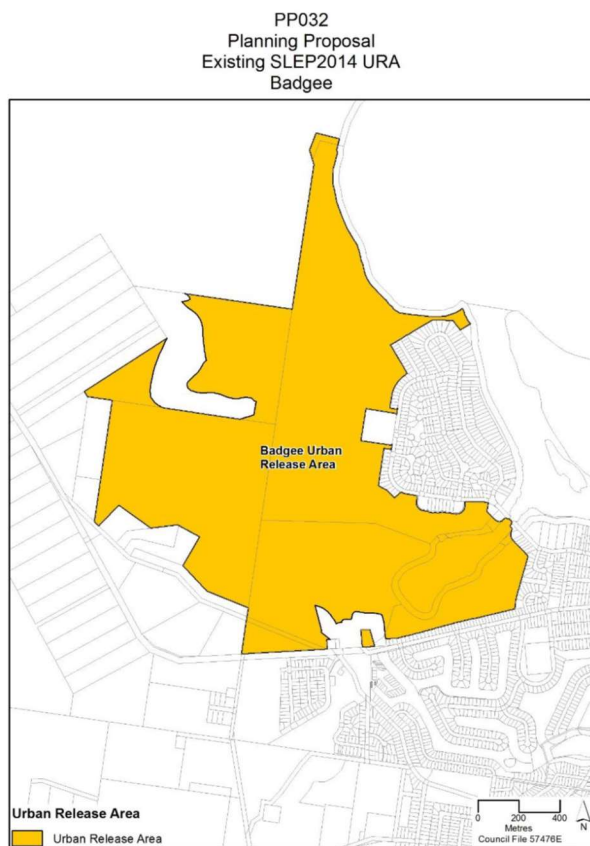 PP032
Planning Proposal
Existing SLEP2014 URA
Badgee
Badgee Urban
Release Area
Urban Release Area
Urban Release Area
0 200 400
Metres
N
Council File 57476E